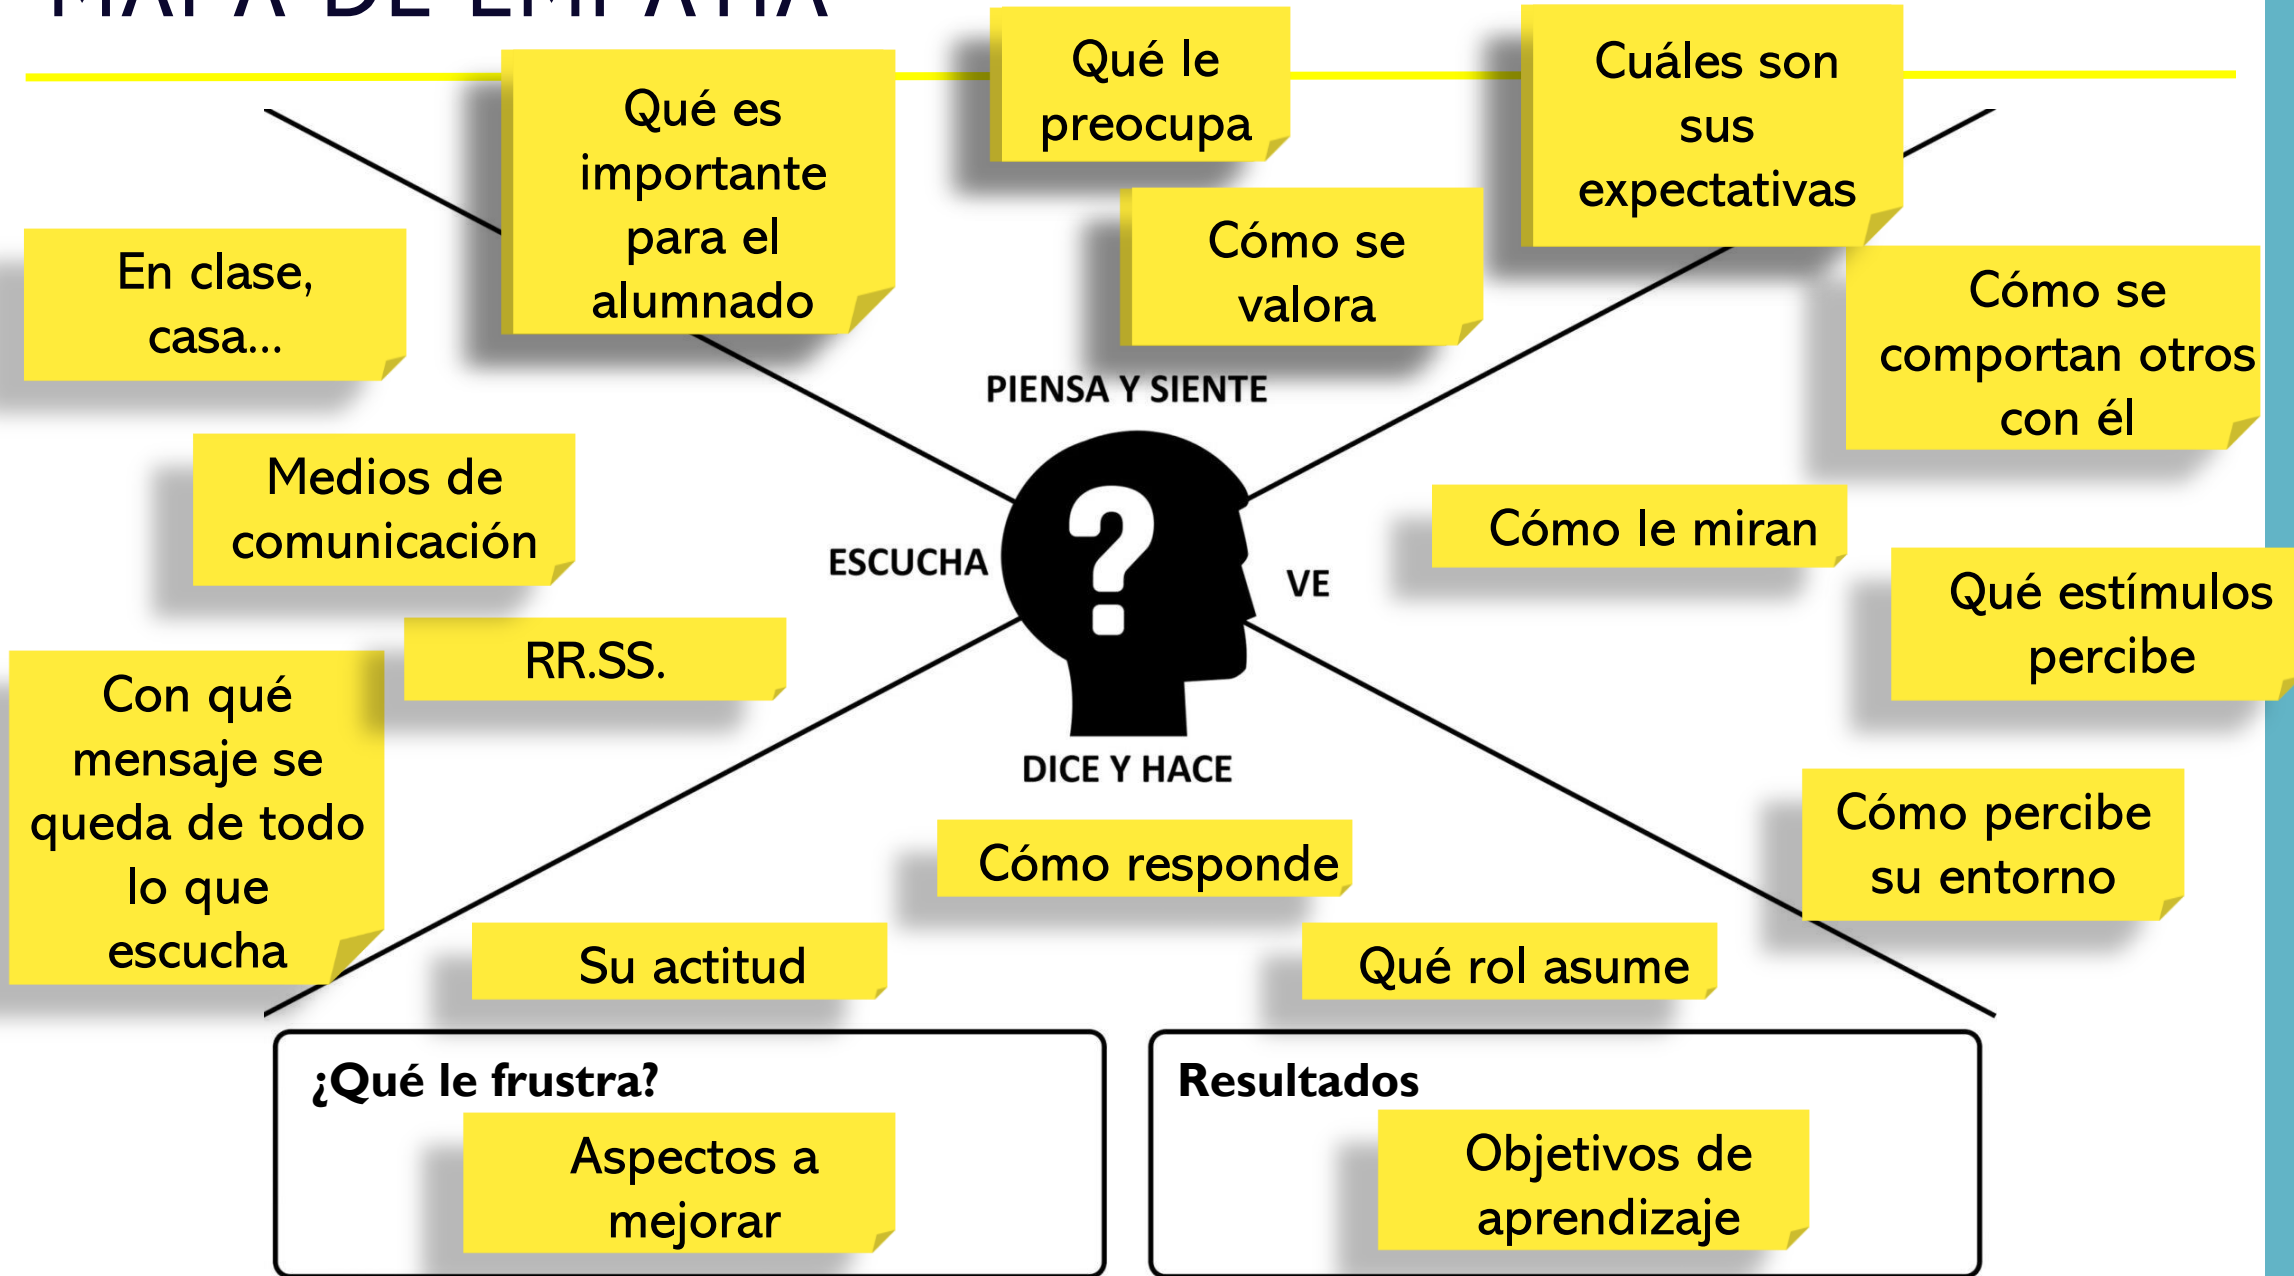 MAPA DE EMPATÍA
Qué es
importante
para el
alumnado
Qué le
preocupa
Cómo se
valora
Cuáles son
sus
expectativas
PIENSA Y SIENTE
En clase,
casa...
Medios de
comunicación
RR.SS.
Con qué
mensaje se
queda de todo
lo que
escucha
ESCUCHA
VE
Cómo se
comportan otros
con él
Cómo le miran
Qué estímulos
percibe
Cómo percibe
su entorno
DICE Y HACE
Cómo responde
Su actitud
Qué rol asume
¿Qué le frustra?
Aspectos a
mejorar
Resultados
Objetivos de
aprendizaje